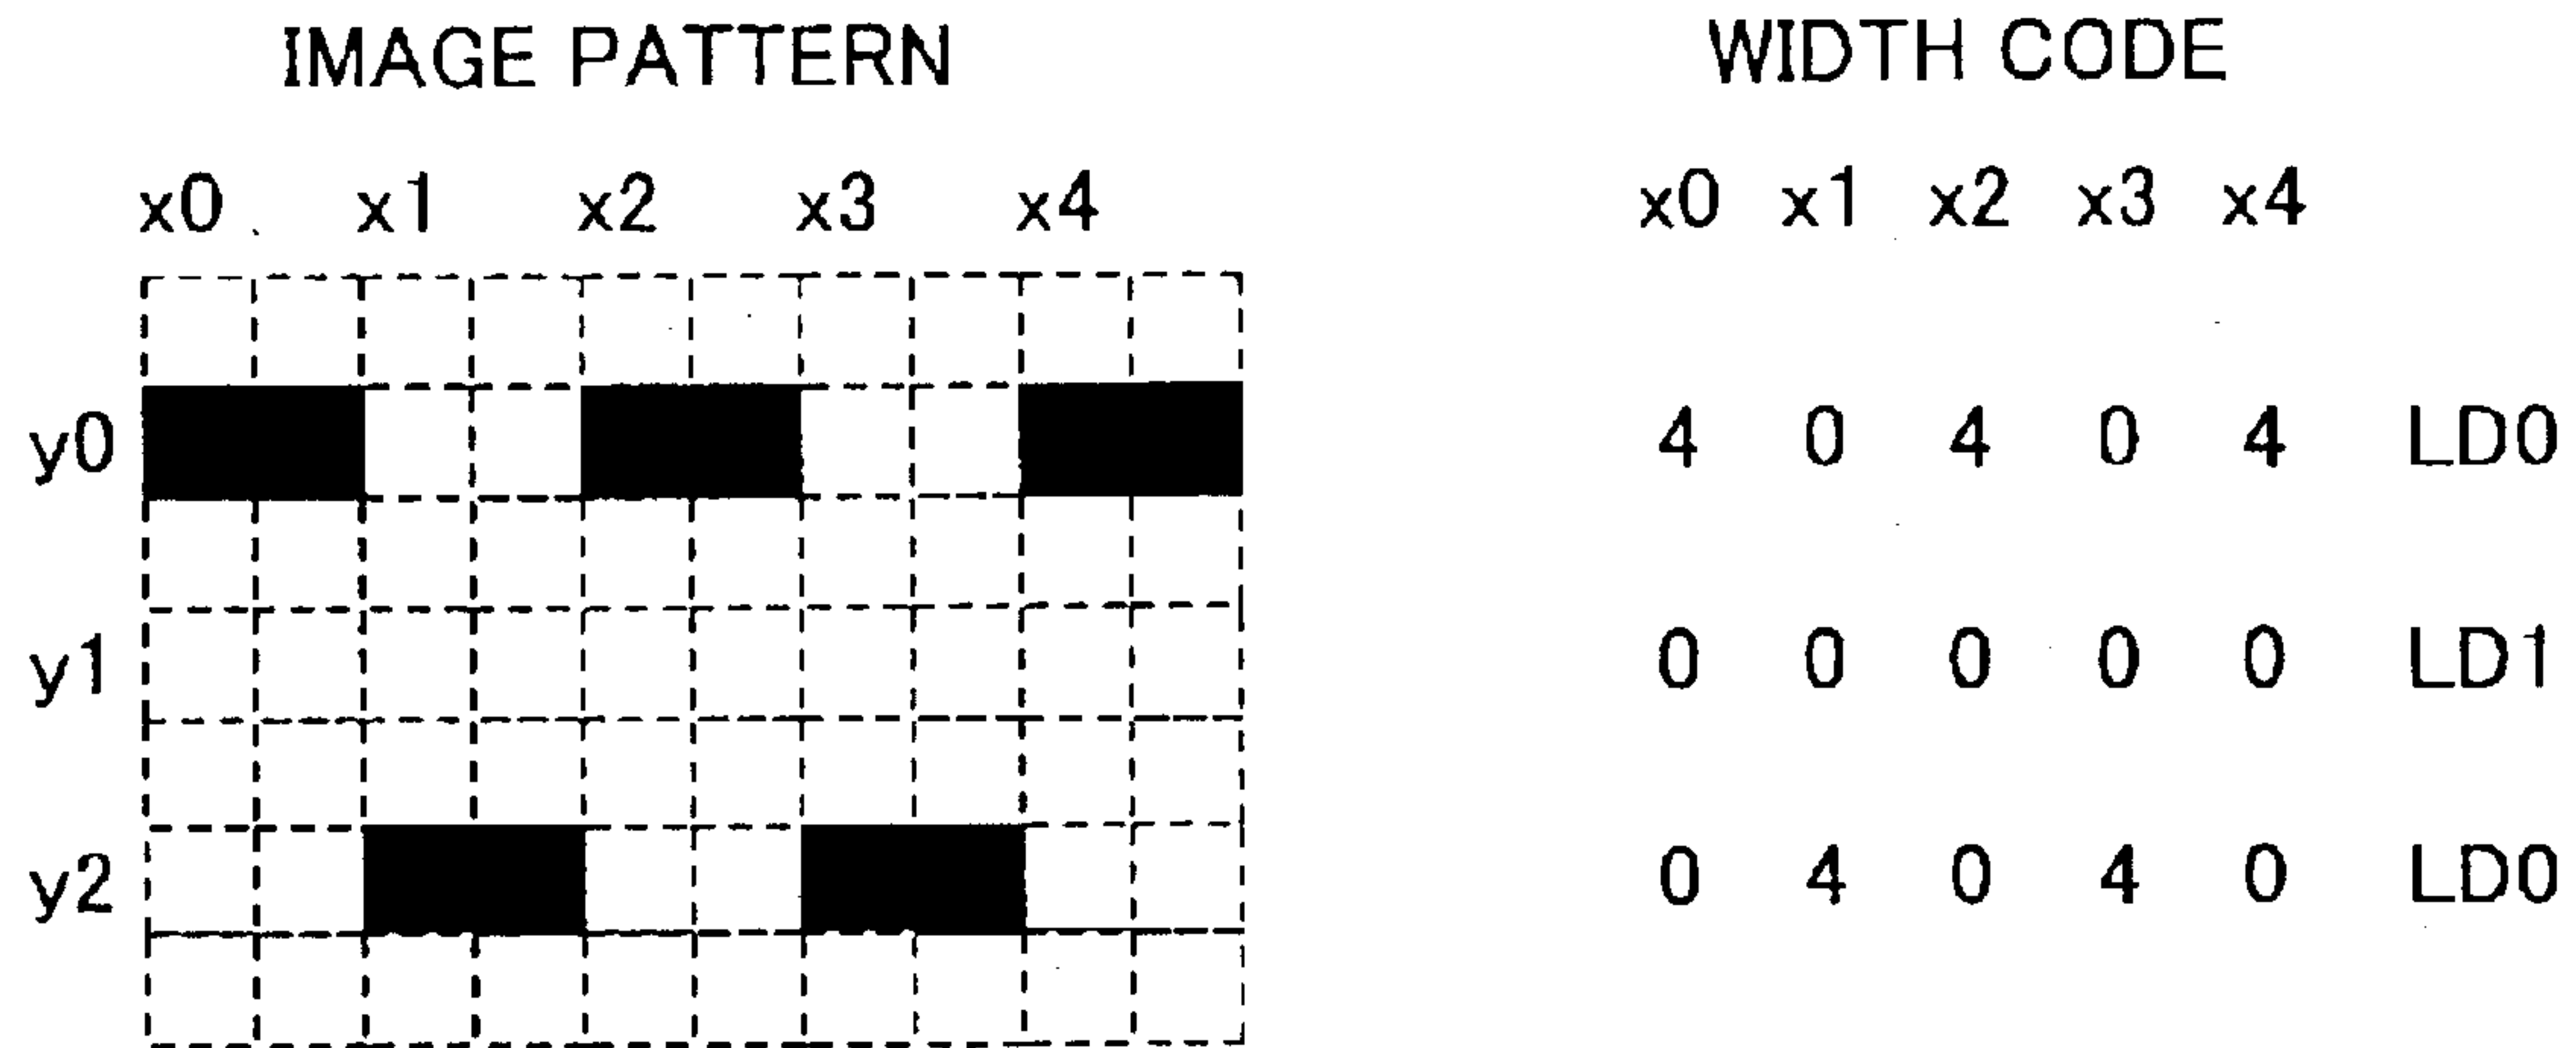 IMAGE PATTERN WIDTH CODE
x0 x1 x2 x3 x4 x0 x1 x2 x3 x4
y0 4 0 4 0 4 LD0
y1 0 0 0 0 0 LD1
y2 0 4 0 4 0 LD0